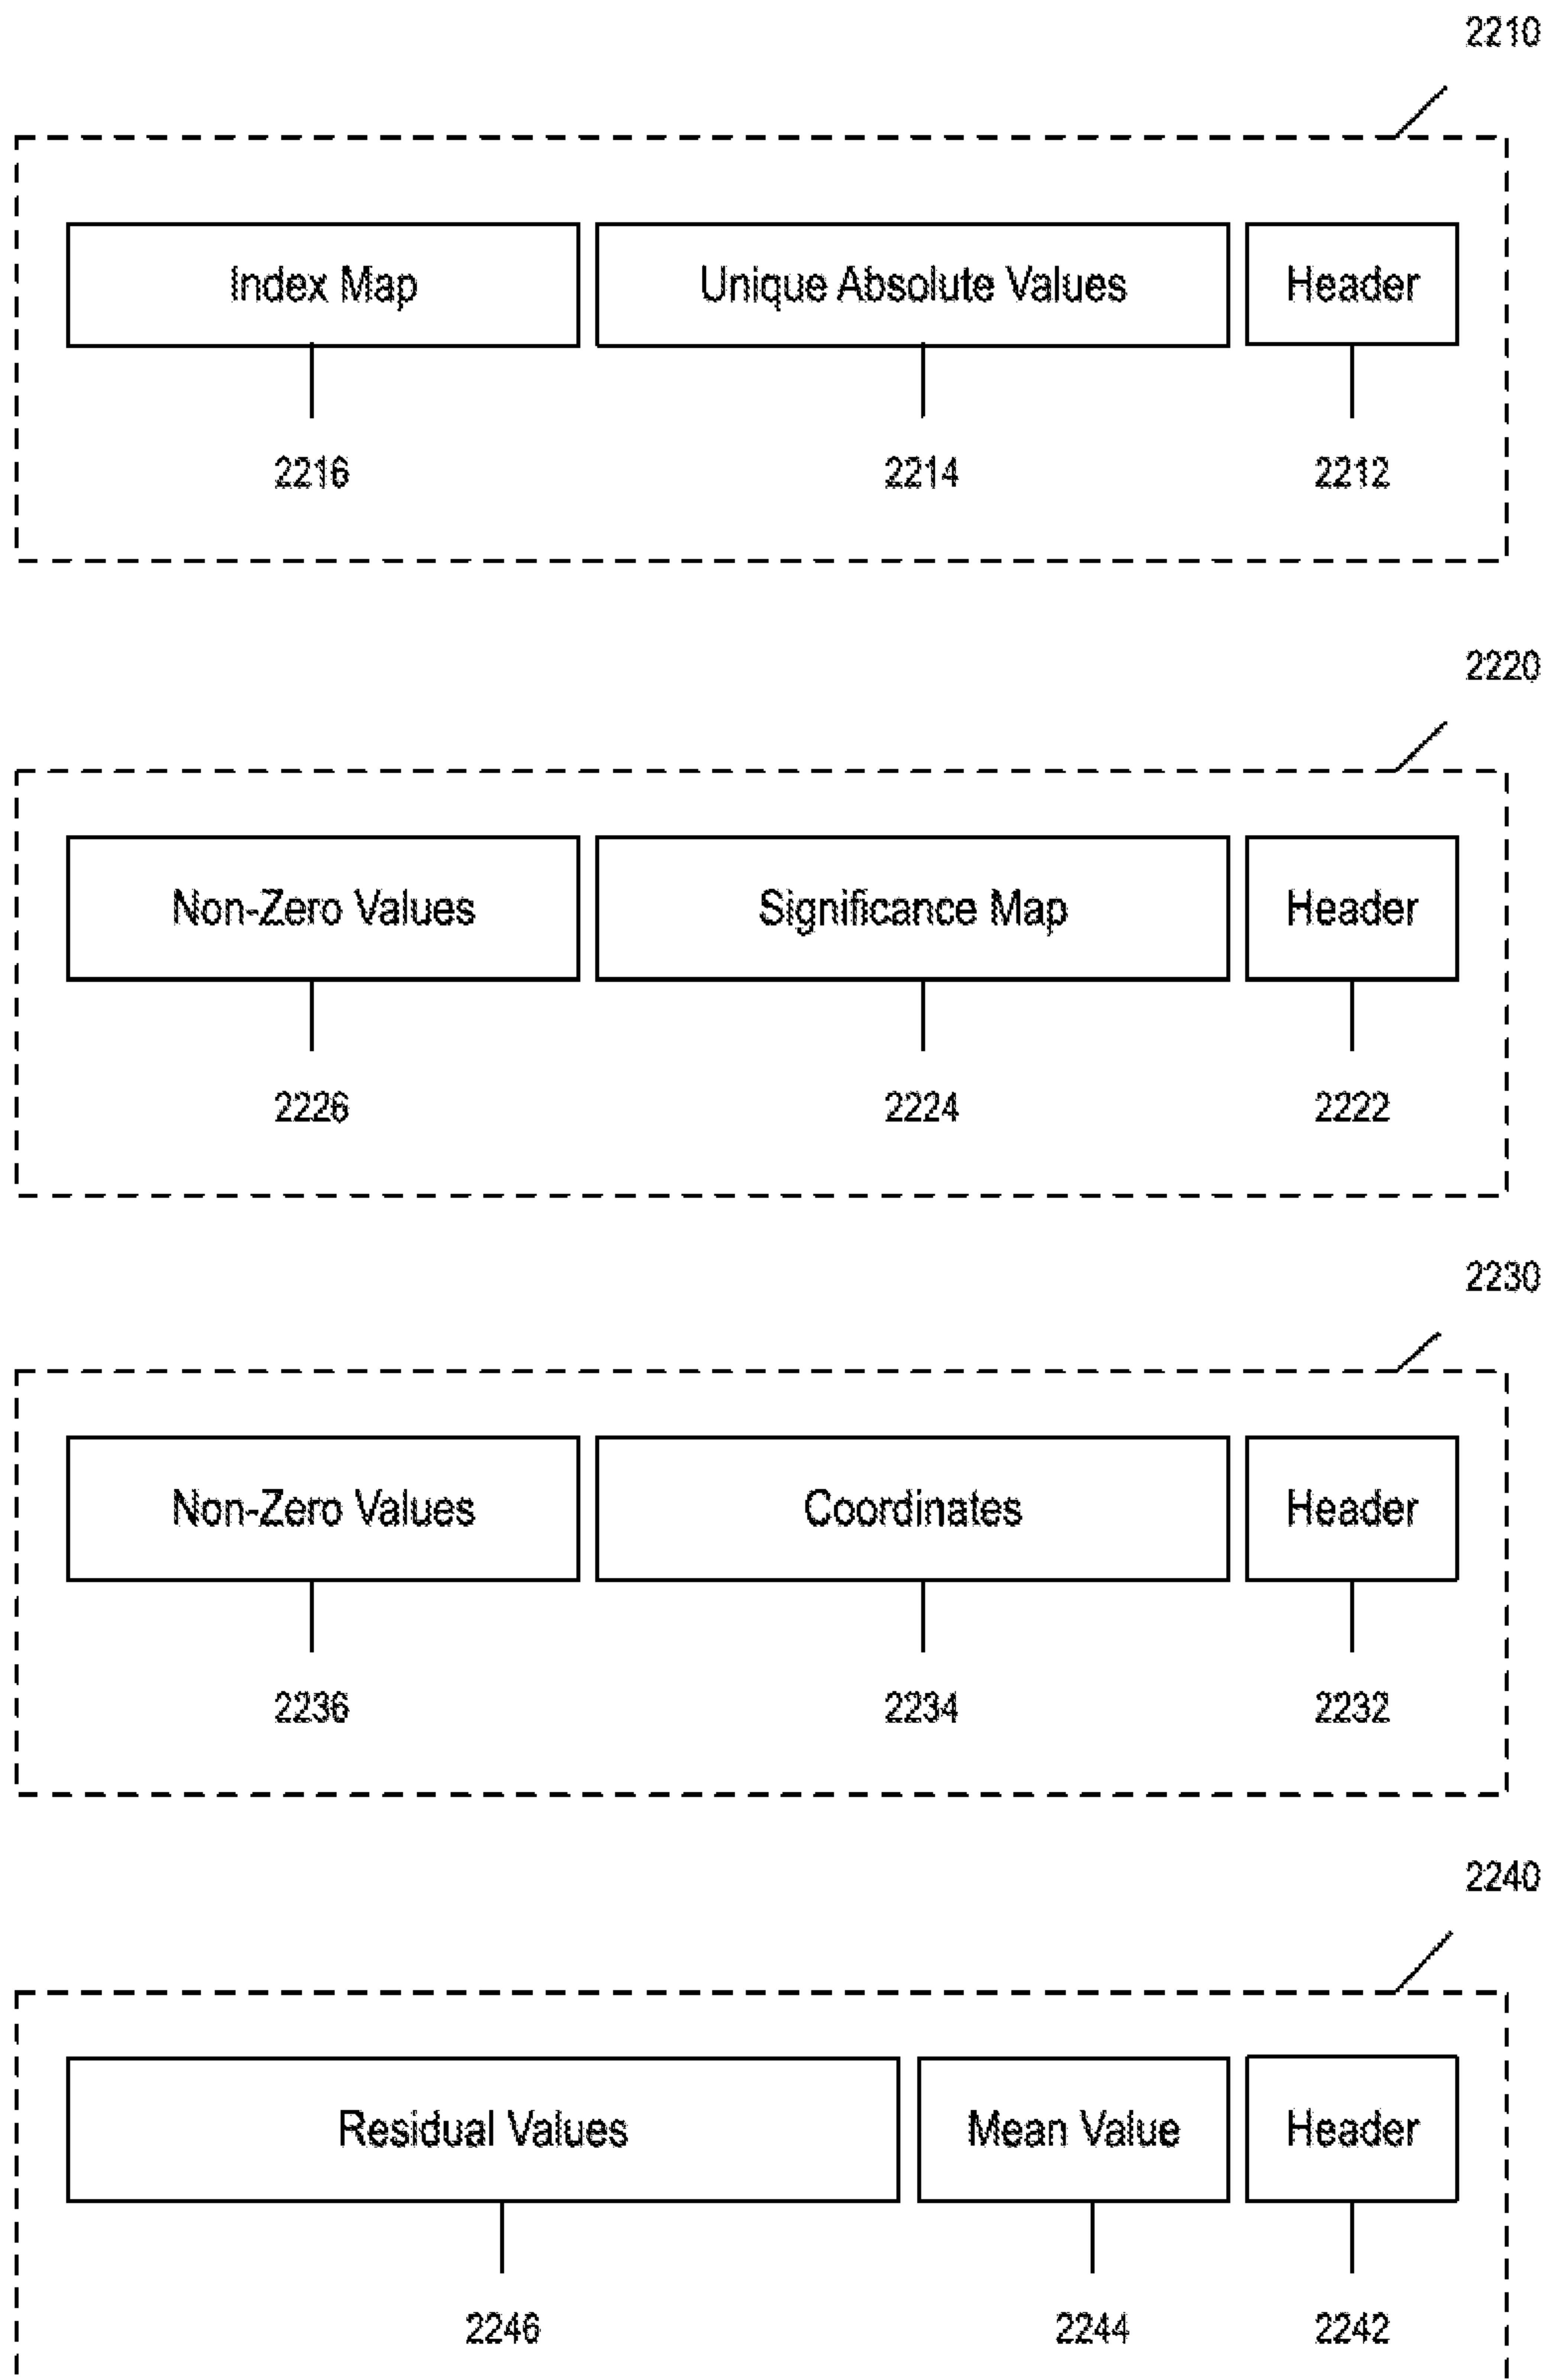 2210
Index Map Unique Absolute Values Header
2216 2214 2212
2220
Non-Zero Values Significance Map Header
2226 2224 2222
2230
Non-Zero Values Coordinates Header
2236 2234 2232
2240
Residual Values Mean Value Header
2246 2244 2242